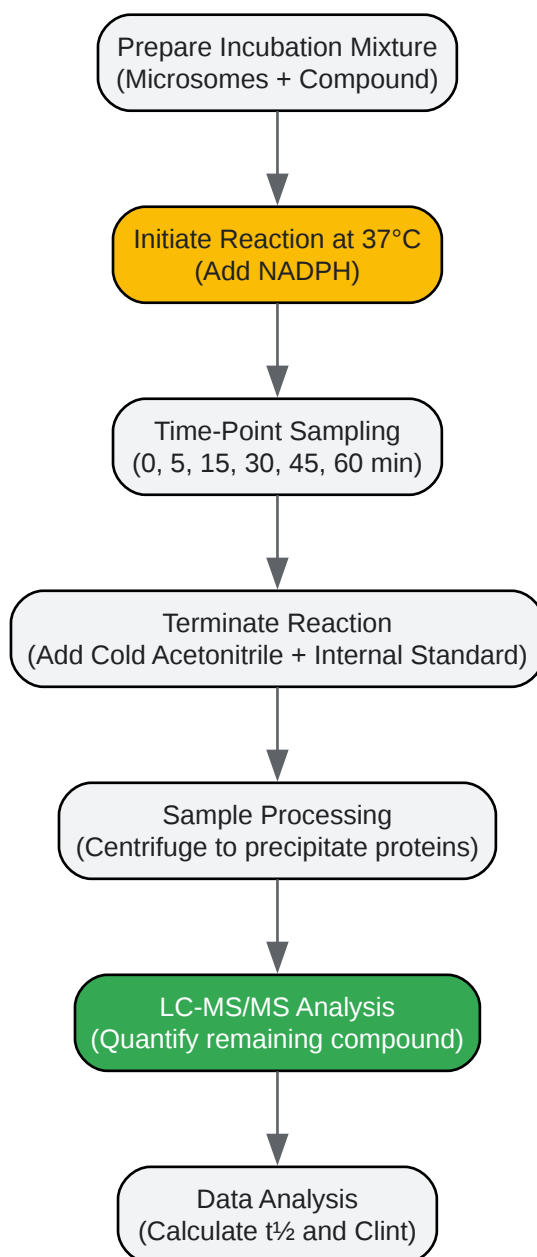 Prepare Incubation Mixture
(Microsomes + Compound)
Initiate Reaction at 37°C
(Add NADPH)
Time-Point Sampling
(0, 5, 15, 30, 45, 60 min)
Terminate Reaction
(Add Cold Acetonitrile + Internal Standard)
Sample Processing
(Centrifuge to precipitate proteins)
LC-MS/MS Analysis
(Quantify remaining compound)
Data Analysis
(Calculate t½ and Clint)